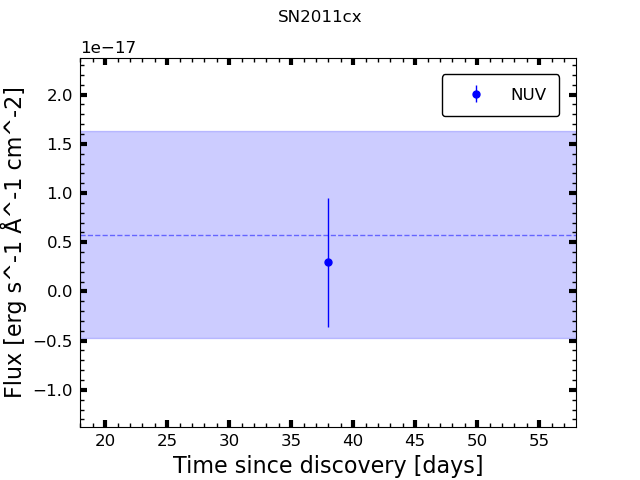 SN2011cx
1e−17
NUV
2.0
1.5
1.0
0.5
0.0
−0.5
−1.0
Flux [erg s^-1 Å^-1 cm^-2]
20 25 30 35 40 45 50 55
Time since discovery [days]